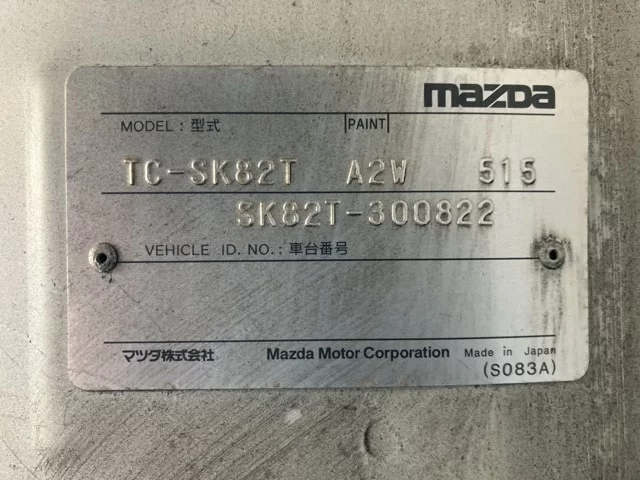 mazda
MODEL : 型式 |PAINT|
TC-SK82T A2W 515
SK82T-300822
VEHICLE ID. NO. : 車台番号
マツダ株式会社 Mazda Motor Corporation Made in Japan
(S083A)